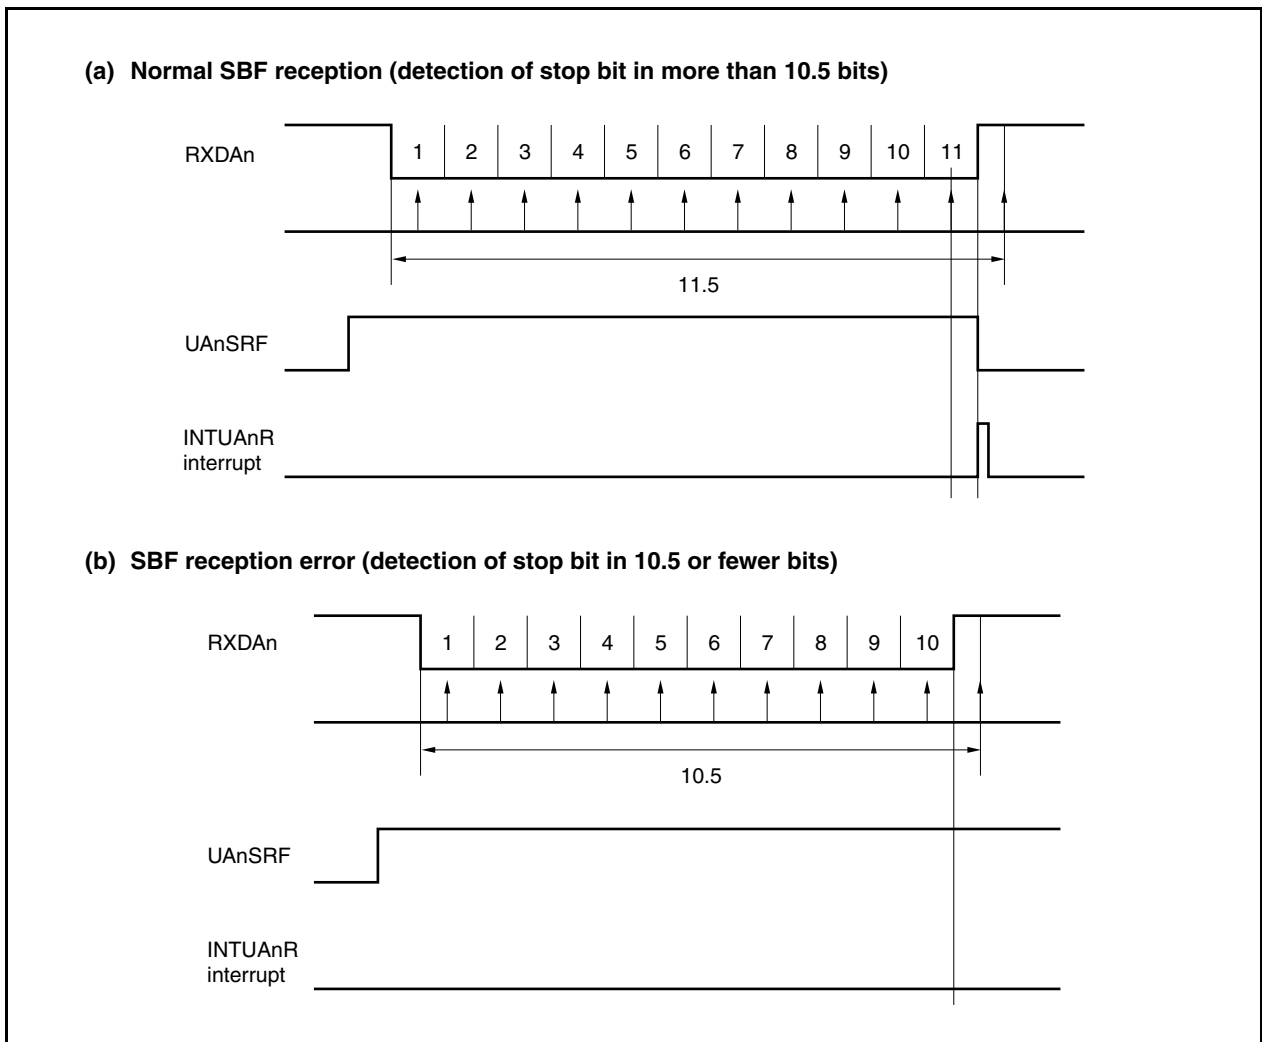 (a) Normal SBF reception (detection of stop bit in more than 10.5 bits)
RXDAn
1 2 3 4 5 6 7 8 9 10 11
11.5
UAnSRF
INTUAnR
interrupt
(b) SBF reception error (detection of stop bit in 10.5 or fewer bits)
RXDAn
1 2 3 4 5 6 7 8 9 10
10.5
UAnSRF
INTUAnR
interrupt